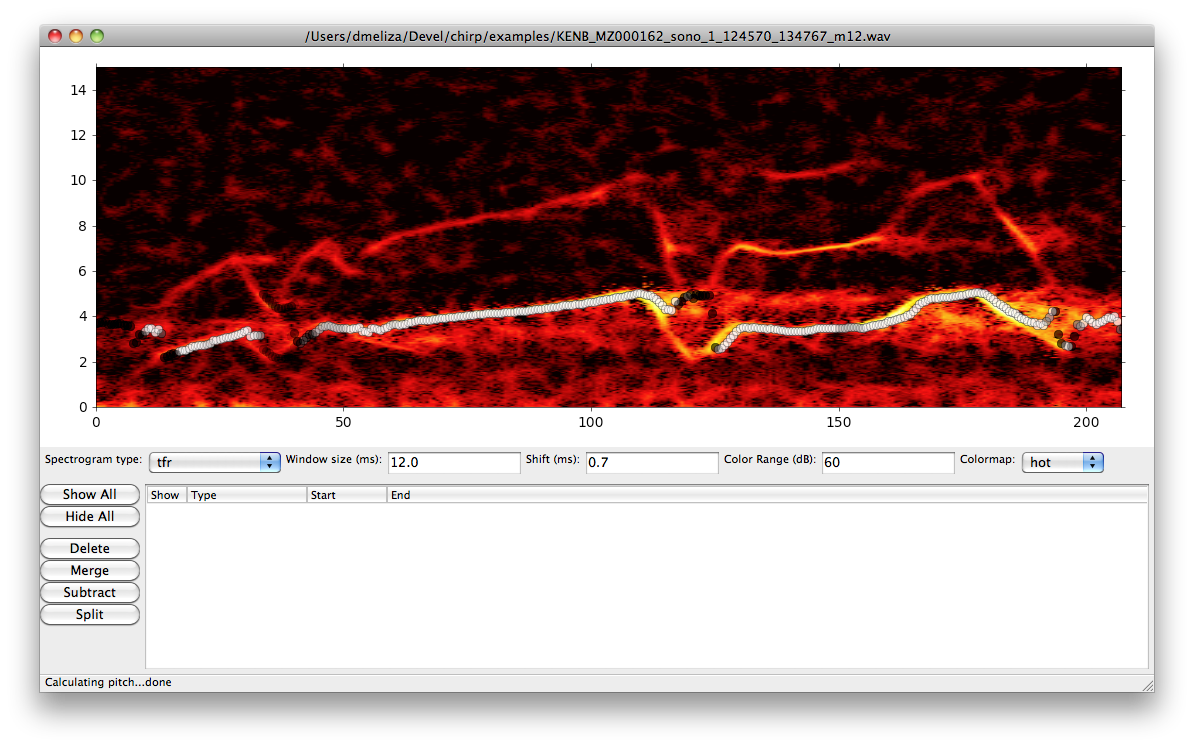 /Users/dmeliza/Devel/chirp/examples/KENB_MZ000162_sono_1_124570_134767_m12.wav
14
12
10
8
6
4
2
0
0 50 100 150 200
Spectrogram type: tfr Window size (ms): 12.0 Shift (ms): 0.7 Color Range (dB): 60 Colormap: hot
Show All
Hide All
Delete
Merge
Subtract
Split
Show Type Start End
Calculating pitch...done